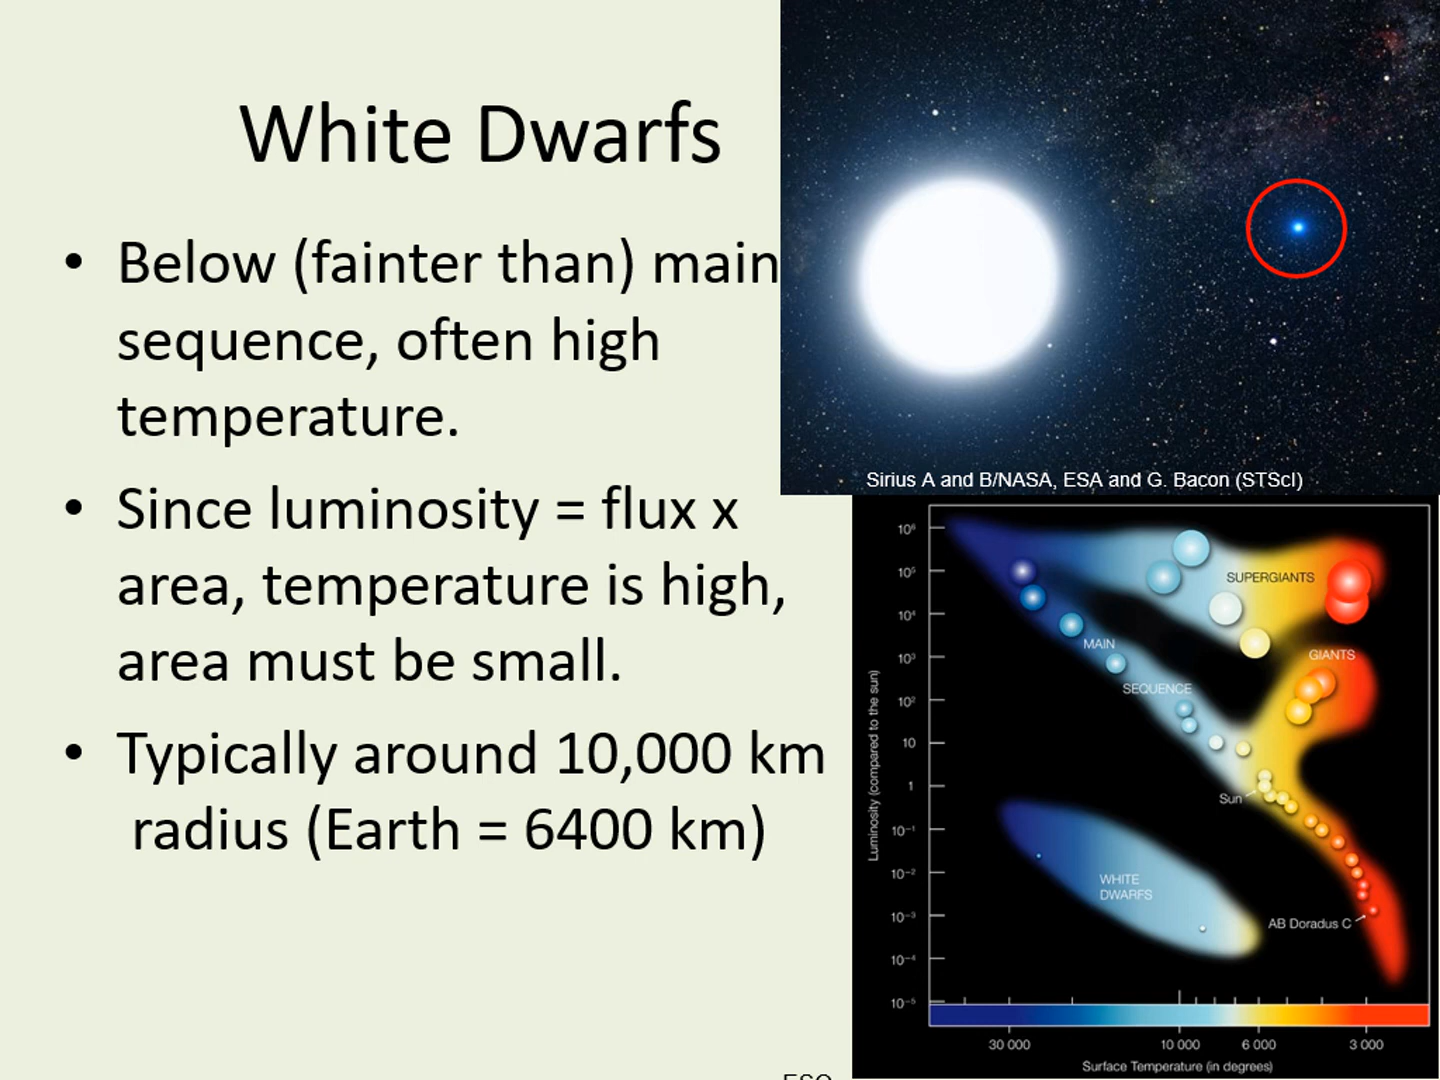 White Dwarfs
• Below (fainter than) main
sequence, often high
temperature.
• Since luminosity = flux x
area, temperature is high,
area must be small.
• Typically around 10,000 km
radius (Earth = 6400 km)
Sirius A and B/NASA, ESA and G. Bacon (STScI)
Luminosity (compared to the sun)
10⁶
10⁵
10⁴
10³
10²
10
1
10⁻¹
10⁻²
10⁻³
10⁻⁴
10⁻⁵
SUPERGIANTS
MAIN
GIANTS
SEQUENCE
Sun
WHITE
DWARFS
AB Doradus C
30 000
10 000
6 000
3 000
Surface Temperature (in degrees)